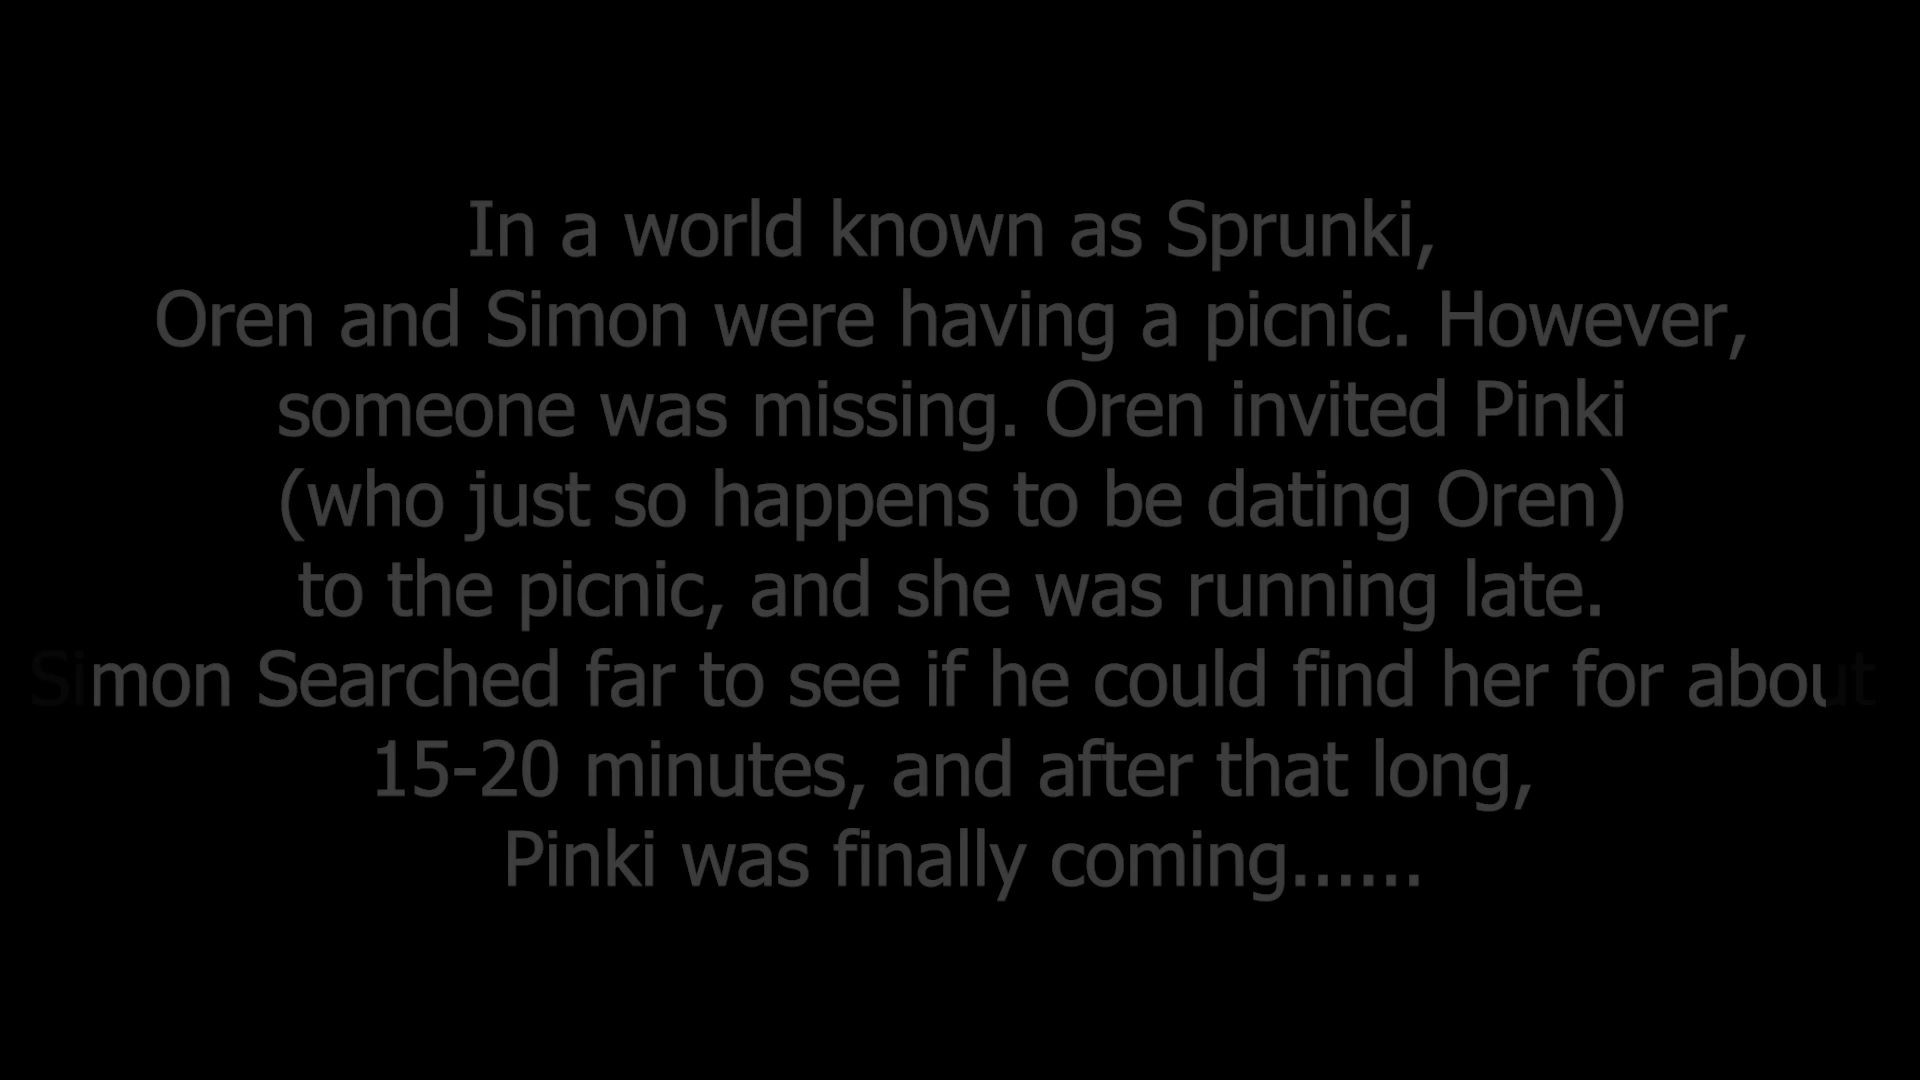 In a world known as Sprunki,
Oren and Simon were having a picnic. However,
someone was missing. Oren invited Pinki
(who just so happens to be dating Oren)
to the picnic, and she was running late.
Simon Searched far to see if he could find her for about
15-20 minutes, and after that long,
Pinki was finally coming......